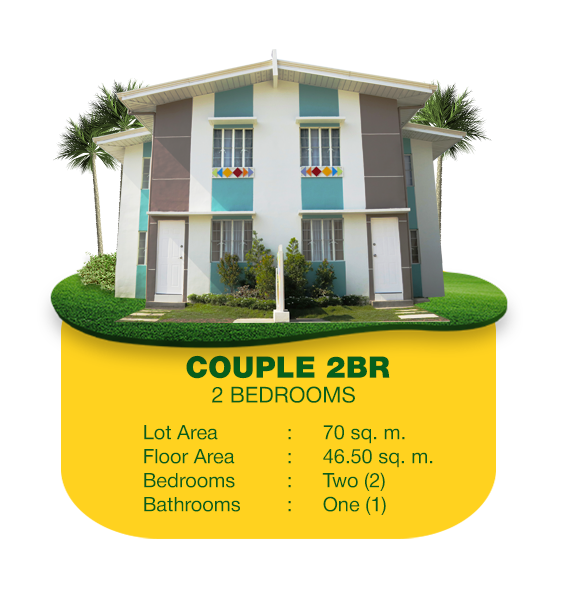 COUPLE 2BR
2 BEDROOMS
Lot Area : 70 sq. m.
Floor Area : 46.50 sq. m.
Bedrooms : Two (2)
Bathrooms : One (1)